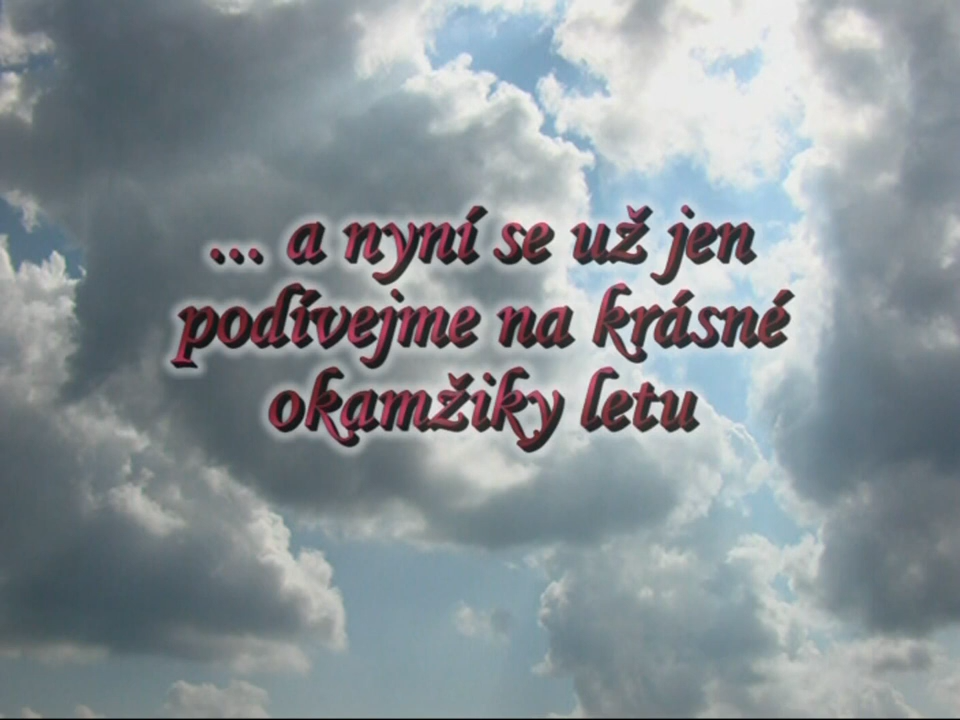 ... a nyní se už jen
podívejme na krásné
okamžiky letu